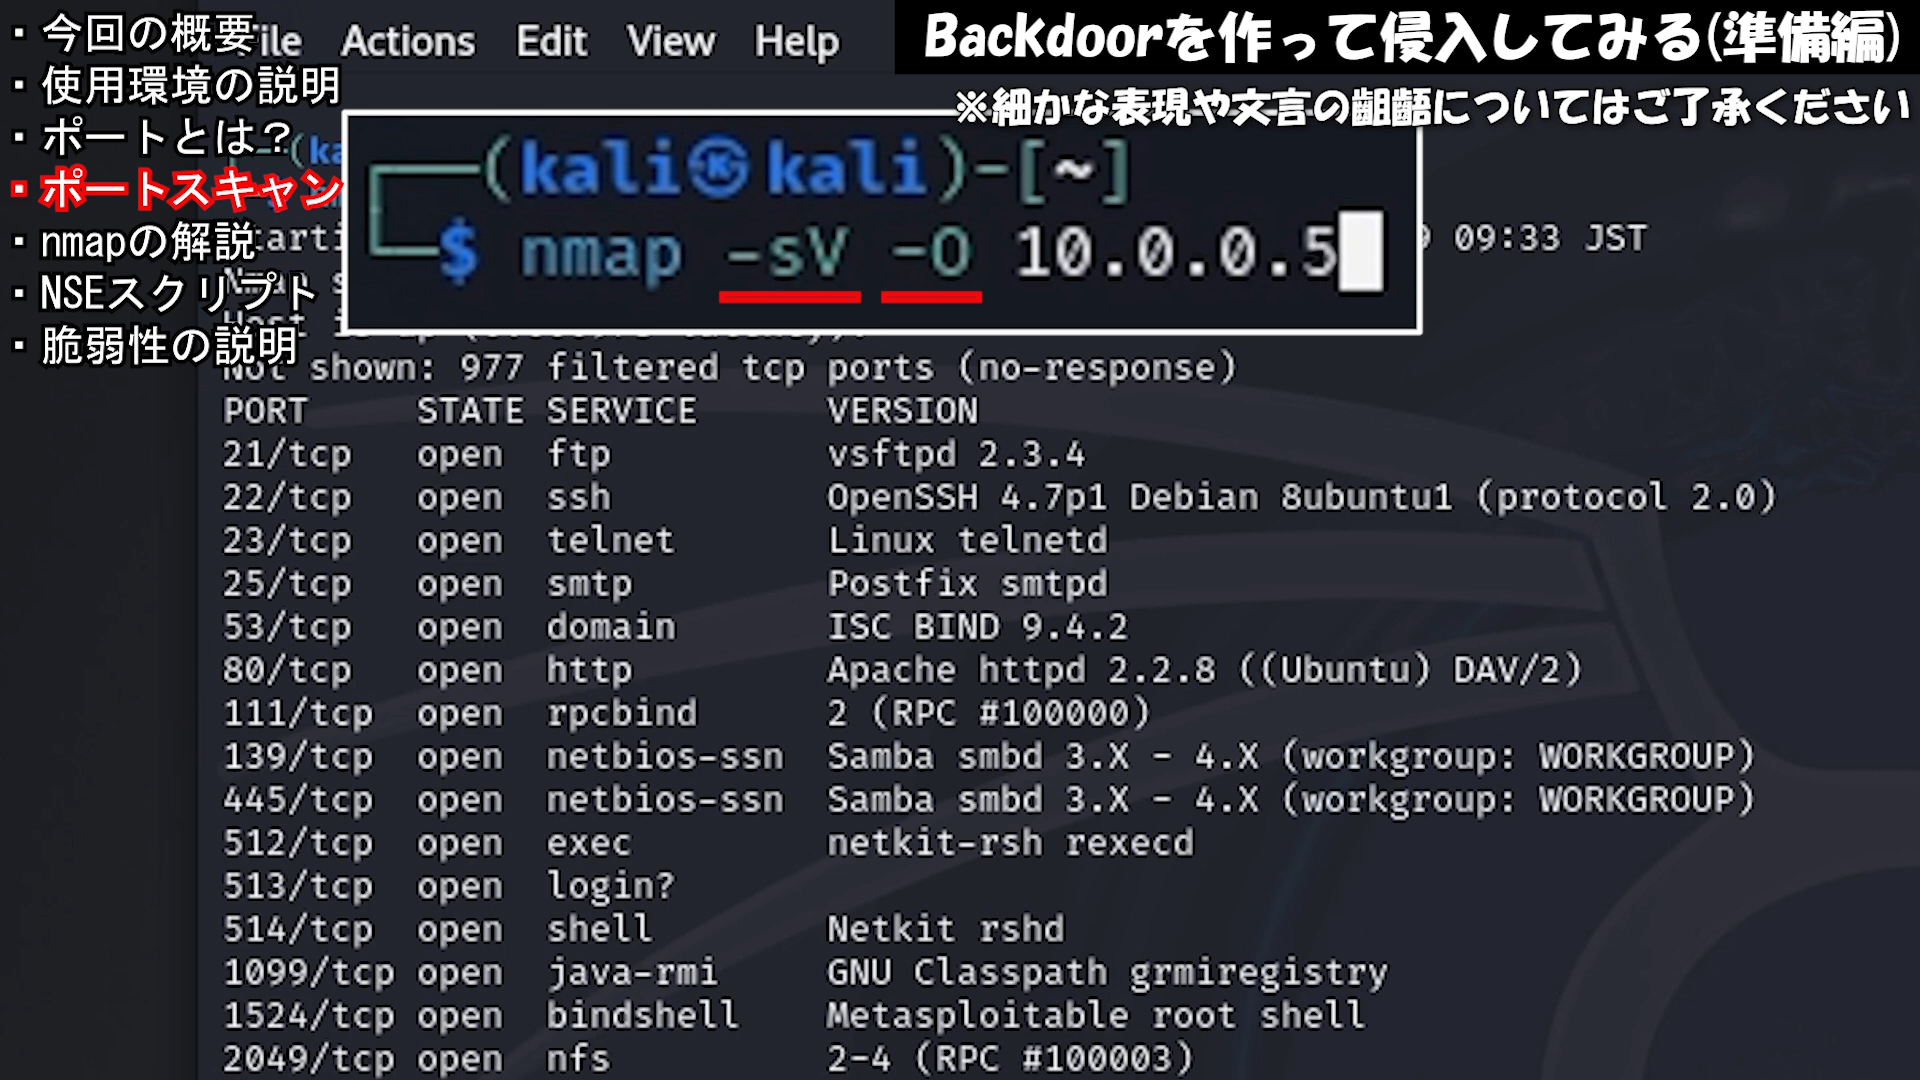 ・今回の概要
・使用環境の説明
・ポートとは?
・ポートスキャン
・nmapの解説
・NSEスクリプト
・脆弱性の説明
File Actions Edit View Help
Backdoorを作って侵入してみる(準備編)
※細かな表現や文言の齟齬についてはご了承ください
┌──(kali㉿kali)-[~]
└─$ nmap -sV -O 10.0.0.5
09:33 JST
Not shown: 977 filtered tcp ports (no-response)
PORT STATE SERVICE VERSION
21/tcp open ftp vsftpd 2.3.4
22/tcp open ssh OpenSSH 4.7p1 Debian 8ubuntu1 (protocol 2.0)
23/tcp open telnet Linux telnetd
25/tcp open smtp Postfix smtpd
53/tcp open domain ISC BIND 9.4.2
80/tcp open http Apache httpd 2.2.8 ((Ubuntu) DAV/2)
111/tcp open rpcbind 2 (RPC #100000)
139/tcp open netbios-ssn Samba smbd 3.X - 4.X (workgroup: WORKGROUP)
445/tcp open netbios-ssn Samba smbd 3.X - 4.X (workgroup: WORKGROUP)
512/tcp open exec netkit-rsh rexecd
513/tcp open login?
514/tcp open shell Netkit rshd
1099/tcp open java-rmi GNU Classpath grmiregistry
1524/tcp open bindshell Metasploitable root shell
2049/tcp open nfs 2-4 (RPC #100003)